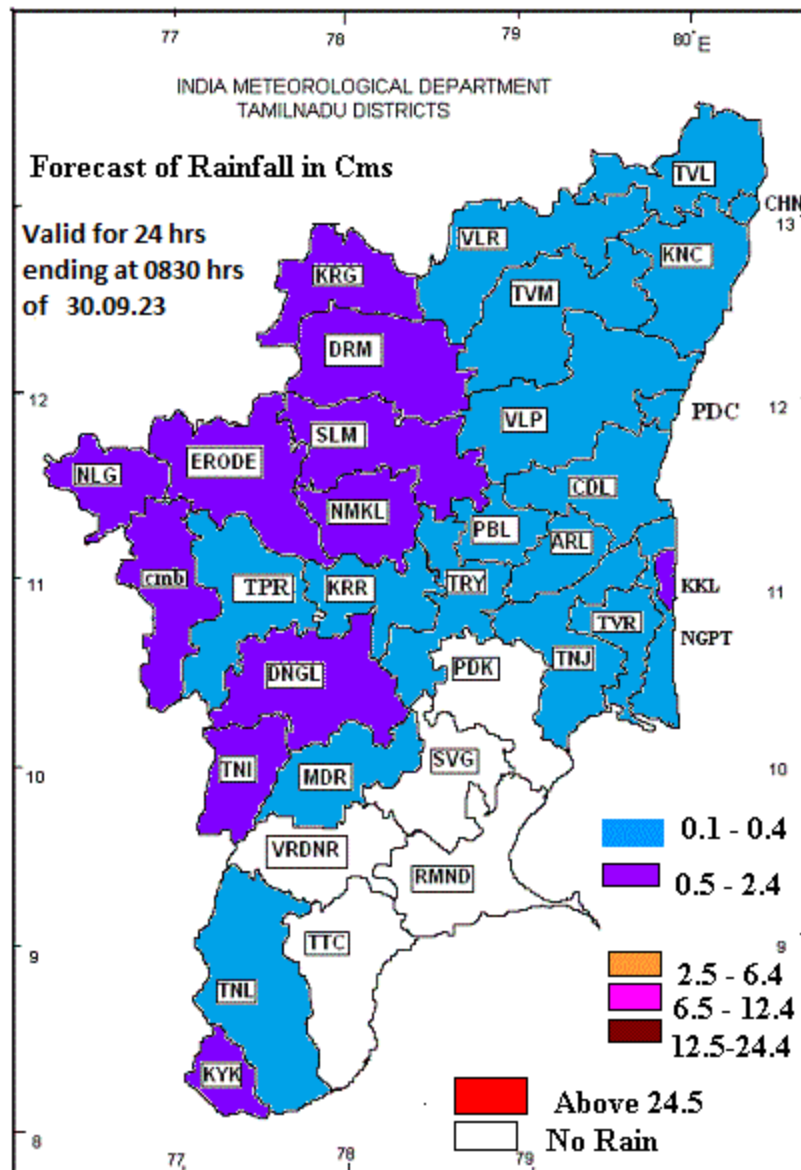 77 78 79 80° E
INDIA METEOROLOGICAL DEPARTMENT
TAMILNADU DISTRICTS
Forecast of Rainfall in Cms
Valid for 24 hrs
ending at 0830 hrs
of 30.09.23
TVL
CHN
13
VLR
KNC
KRG
TVM
DRM
12
12
PDC
VLP
SLM
ERODE
NLG
CDL
NMKL
PBL
ARL
11
cmb
TPR
KRR
TRY
KKL
11
TVR
NGPT
DNGL
PDK
TNJ
10
TNI
MDR
SVG
10
0.1 - 0.4
VRDNR
RMND
0.5 - 2.4
9
TTC
9
2.5 - 6.4
TNL
6.5 - 12.4
12.5-24.4
KYK
Above 24.5
No Rain
8
77 78 79